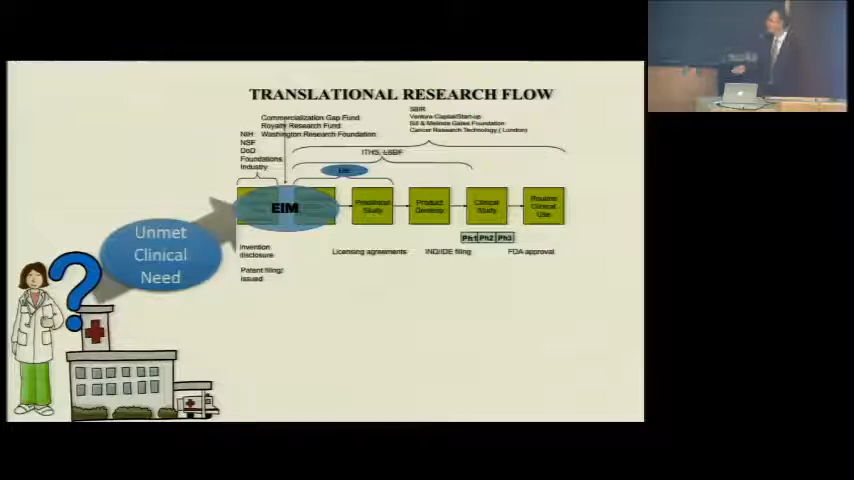 TRANSLATIONAL RESEARCH FLOW
SBIR
Venture Capital/Start-up
Bill & Melinda Gates Foundation
Cancer Research Technology ( London)
Commercialization Gap Fund
Royalty Research Fund
Washington Research Foundation
NIH
NSF
DoD
Foundations
Industry
ITHS, LSDF
EIM
EIM
Preclinical
Study
Product
Develop
Clinical
Study
Routine
Clinical
Use
Ph1 Ph2 Ph3
Invention
disclosure
Patent filing/
issued
Licensing agreements
IND/IDE filing
FDA approval
Unmet
Clinical
Need
?